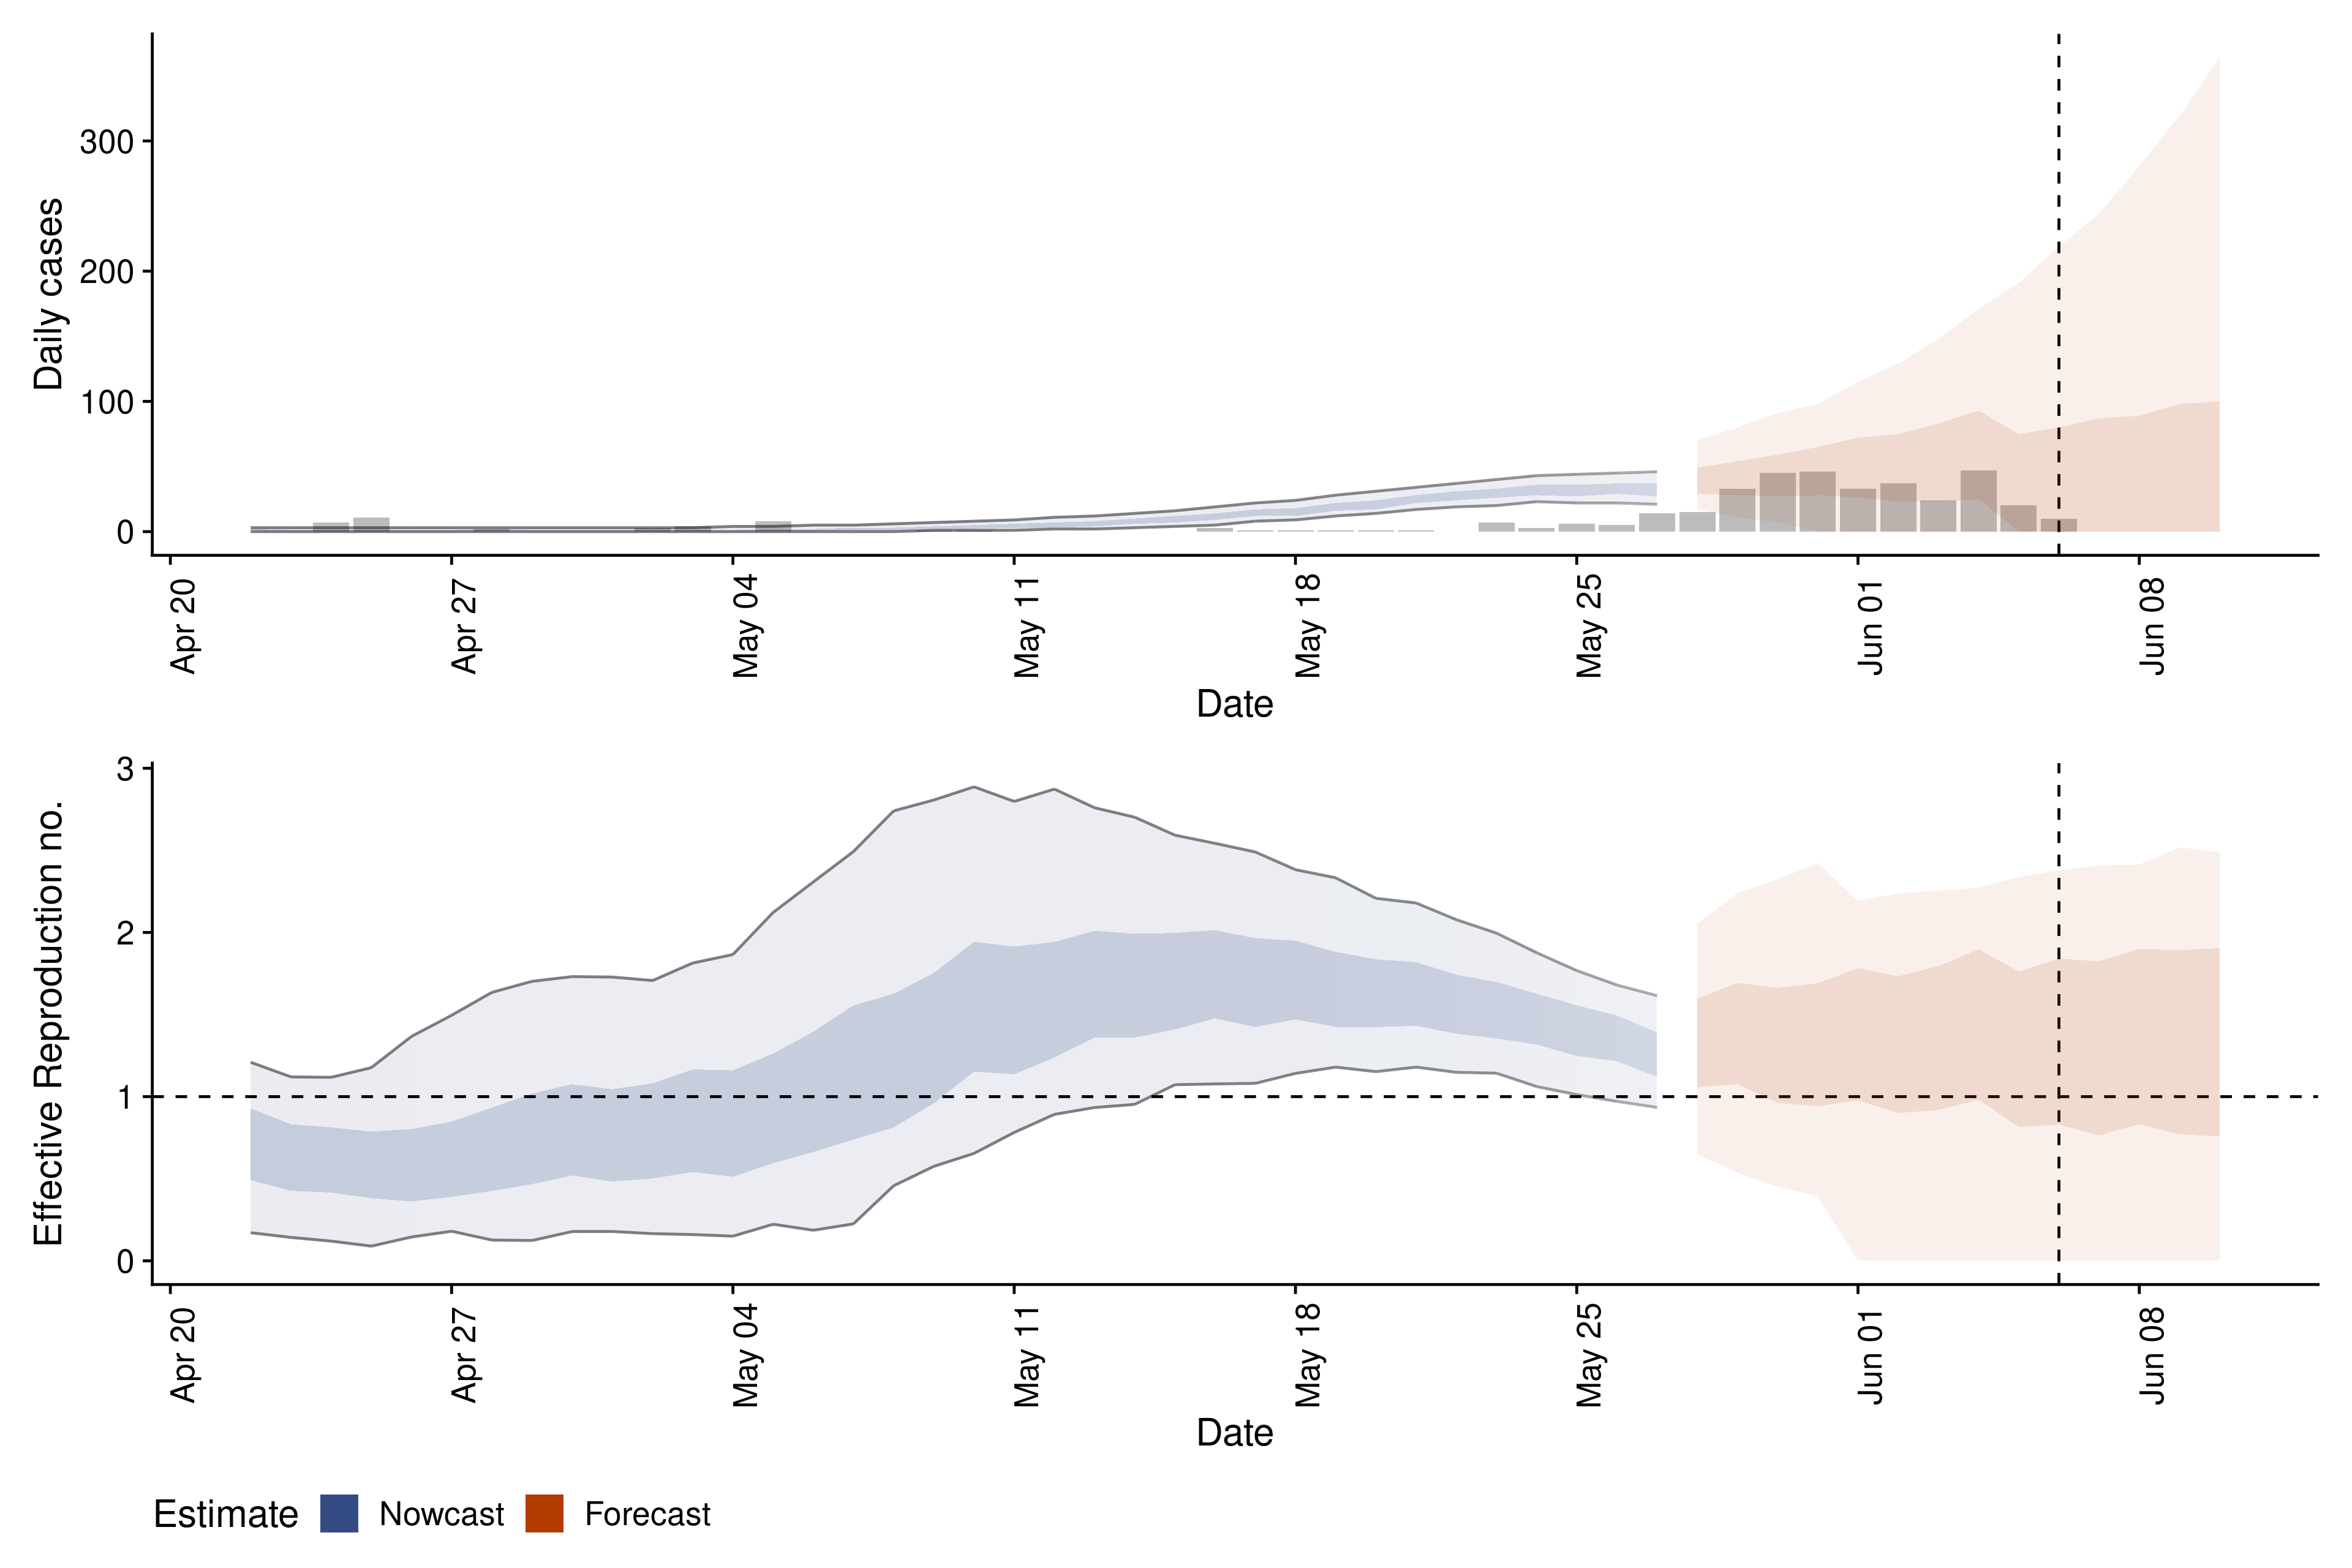 Daily cases
300
200
100
0
Apr 20
Apr 27
May 04
May 11
May 18
May 25
Jun 01
Jun 08
Date
Effective Reproduction no.
3
2
1
0
Apr 20
Apr 27
May 04
May 11
May 18
May 25
Jun 01
Jun 08
Date
Estimate Nowcast Forecast